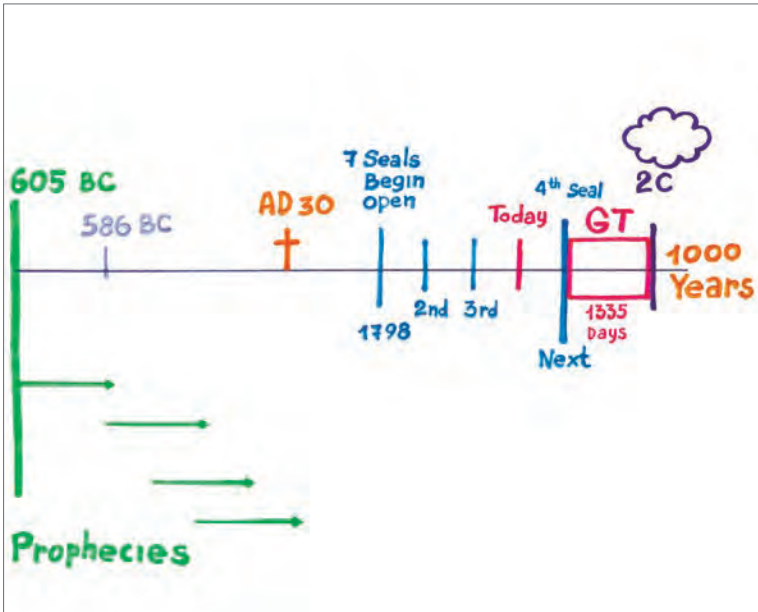 605 BC
586 BC
AD 30
7 Seals
Begin
open
1798
2nd
3rd
Today
4th Seal
Next
GT
1335
Days
2C
1000
Years
Prophecies